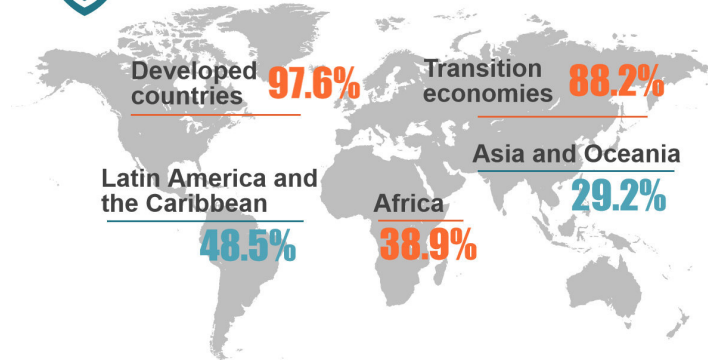 Developed
countries
97.6%
Transition
economies
88.2%
Latin America and
the Caribbean
48.5%
Africa
38.9%
Asia and Oceania
29.2%